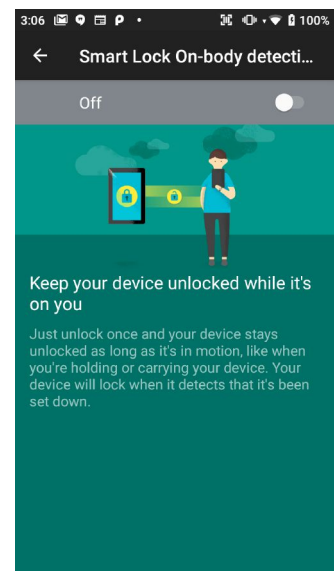 3:06 100%
Smart Lock On-body detecti...
Off
Keep your device unlocked while it's
on you
Just unlock once and your device stays
unlocked as long as it's in motion, like when
you're holding or carrying your device. Your
device will lock when it detects that it's been
set down.